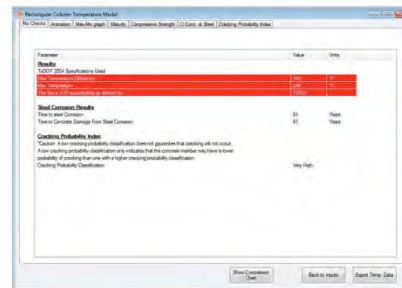 Rectangular Column Temperature Modal
Mix Checks Animation Max-Min graph Maturity Compressive Strength Cl Conc. at Steel Cracking Probability Index
Parameter Value Units
Results
TxDOT 2004 Specifications Used
Max Temperature Difference
Max Temperature
Steel Corrosion Results
Time to steel Corrosion 81 Years
Time to Concrete Damage From Steel Corrosion Years
Cracking Probability Index
*Caution: A low cracking probability classification does not guarantee that cracking will not occur.
A low cracking probability classification only indicates that the concrete member may have a lower
probability of cracking than one with a higher cracking probability classification
Cracking Probability Classification Very High
Show Comparison
Back to Inputs Export Temp. Data